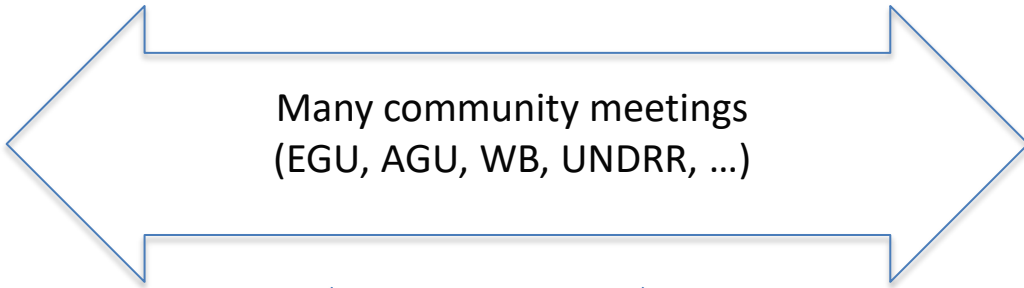 Many community meetings
(EGU, AGU, WB, UNDRR, …)